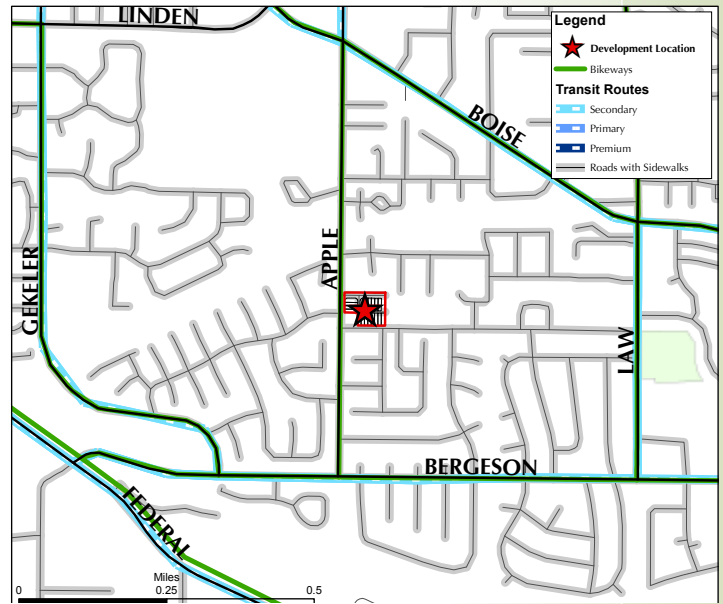 LINDEN
Legend
Development Location
Bikeways
Transit Routes
Secondary
Primary
Premium
Roads with Sidewalks
BOISE
APPLE
GEKELER
LAW
BERGESON
FEDERAL
Miles
0 0.25 0.5